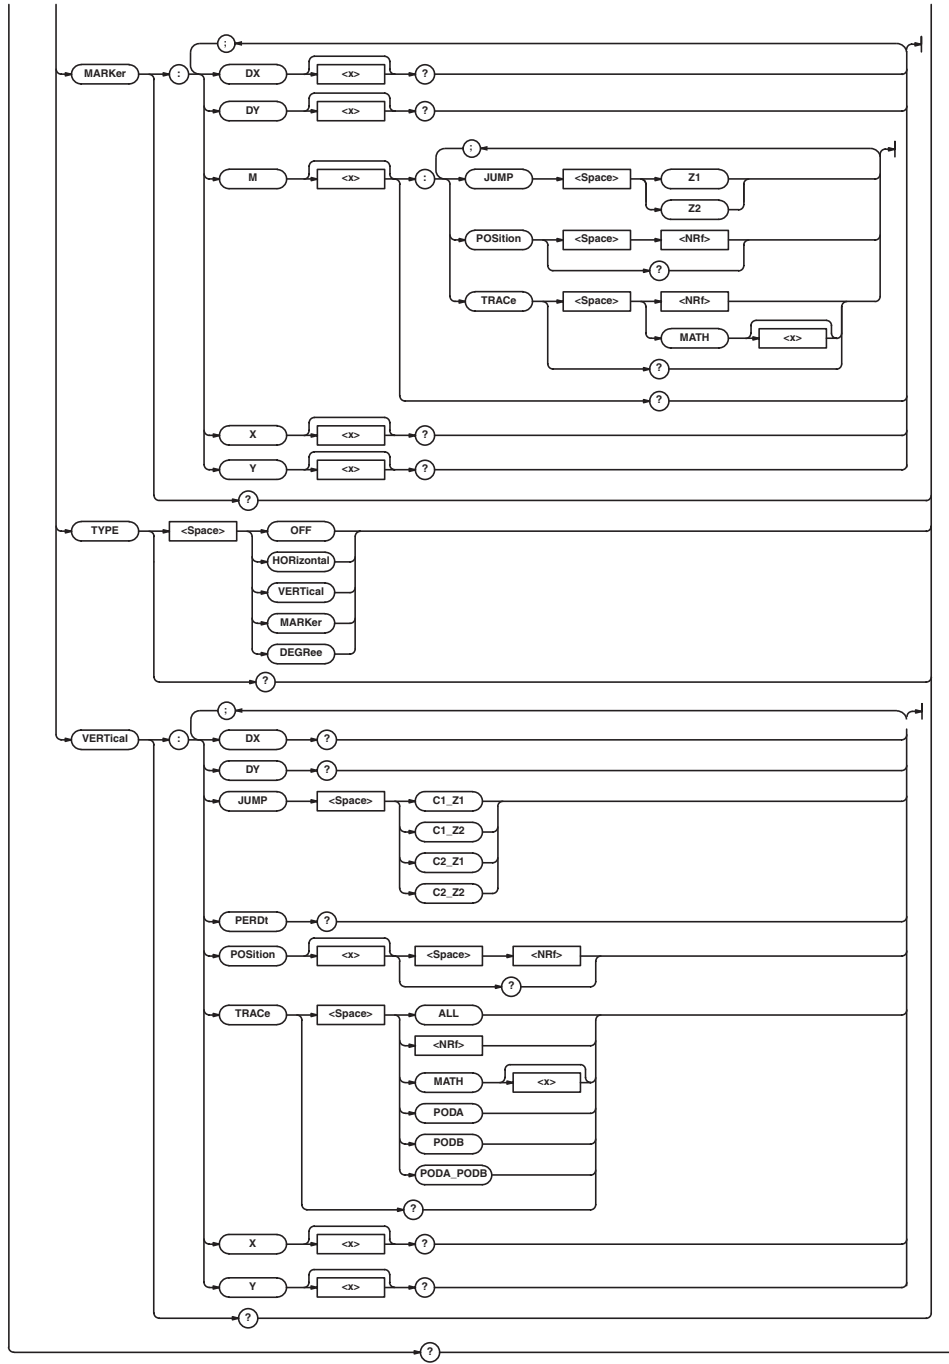 ;
MARKer : DX <x> ?
DY <x> ?
;
M <x> : JUMP <Space> Z1
Z2
POSition <Space> <NRf>
?
TRACe <Space> <NRf>
MATH <x>
?
?
X <x> ?
Y <x> ?
?
TYPE <Space> OFF
HORizontal
VERTical
MARKer
DEGRee
?
;
VERTical : DX ?
DY ?
JUMP <Space> C1_Z1
C1_Z2
C2_Z1
C2_Z2
PERDt ?
POSition <x> <Space> <NRf>
?
TRACe <Space> ALL
<NRf>
MATH <x>
PODA
PODB
PODA_PODB
?
X <x> ?
Y <x> ?
?
?